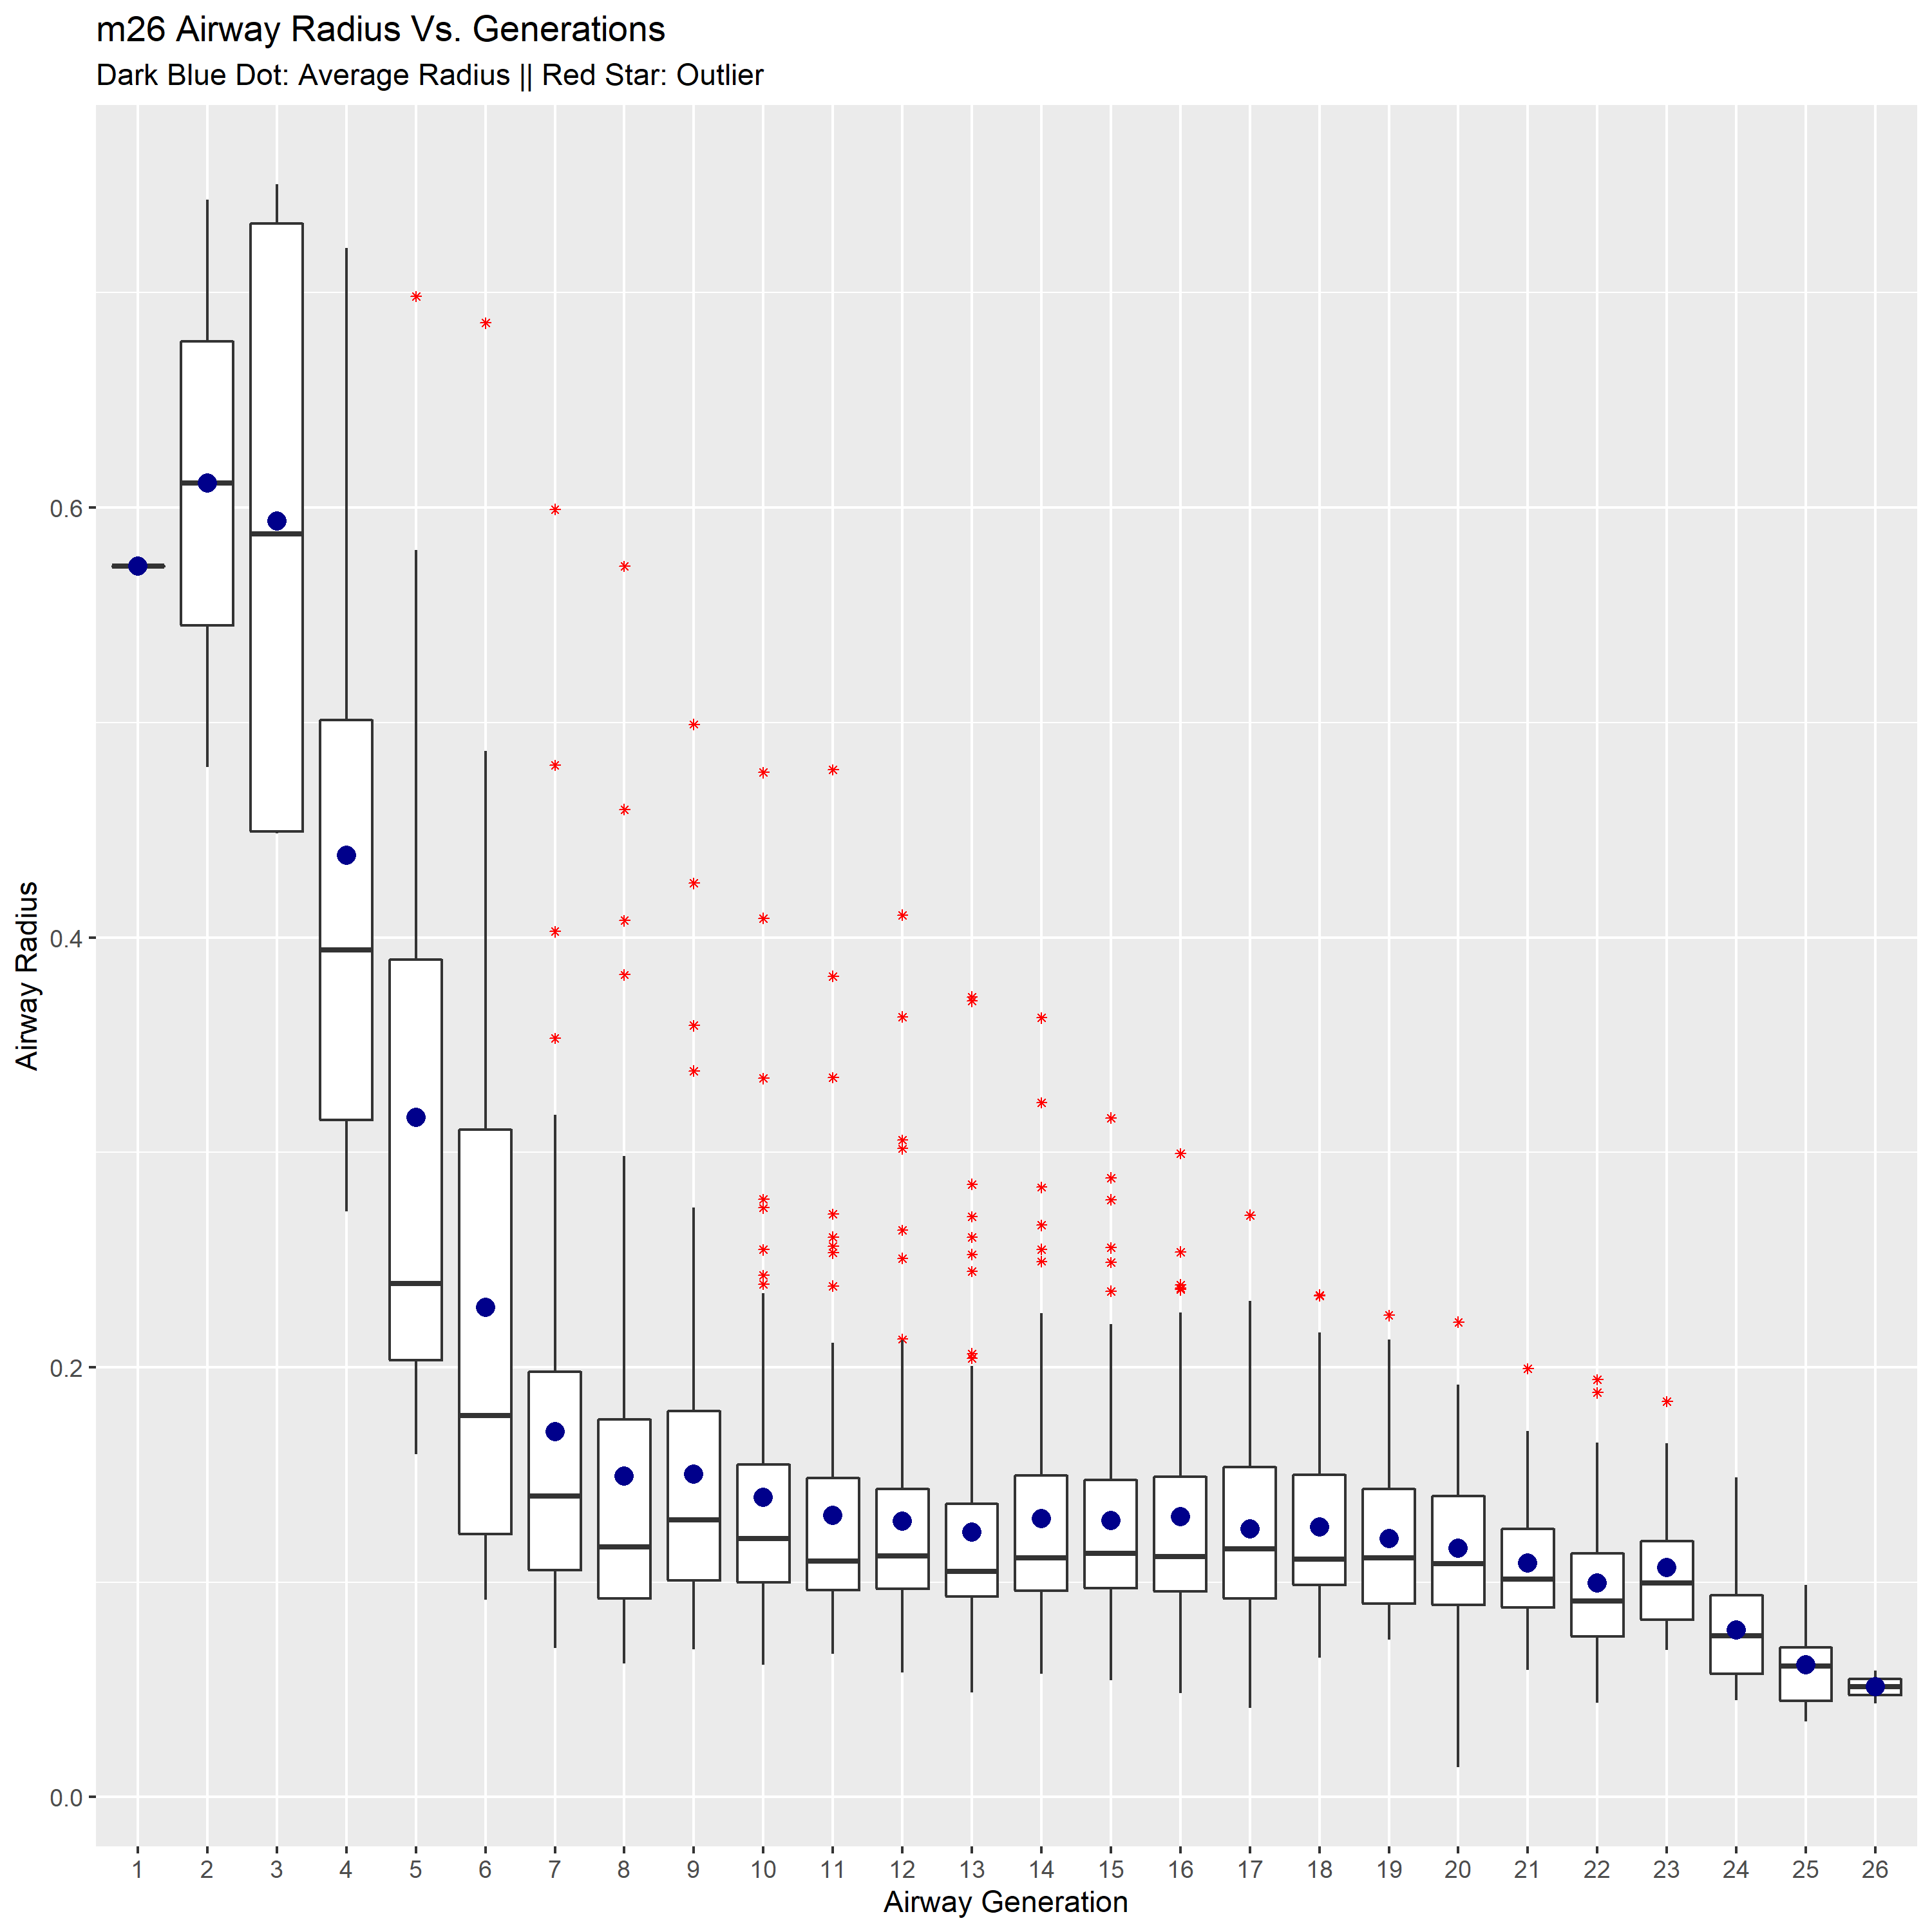 m26 Airway Radius Vs. Generations
Dark Blue Dot: Average Radius || Red Star: Outlier
Airway Radius
0.6
0.4
0.2
0.0
1 2 3 4 5 6 7 8 9 10 11 12 13 14 15 16 17 18 19 20 21 22 23 24 25 26
Airway Generation